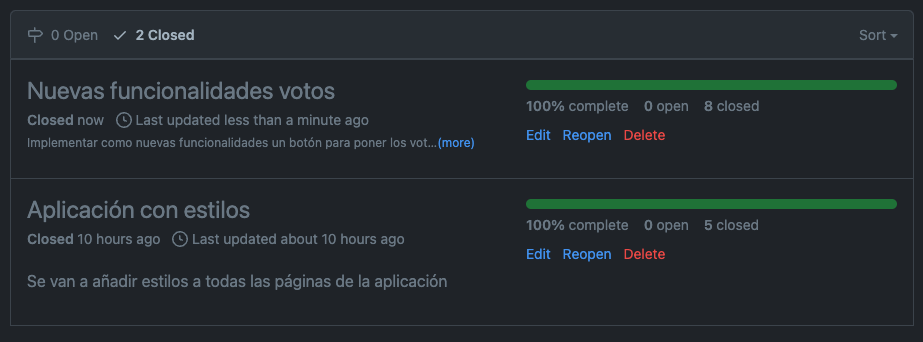 0 Open 2 Closed Sort
Nuevas funcionalidades votos
Closed now Last updated less than a minute ago
Implementar como nuevas funcionalidades un botón para poner los vot...(more)
100% complete 0 open 8 closed
Edit Reopen Delete
Aplicación con estilos
Closed 10 hours ago Last updated about 10 hours ago
Se van a añadir estilos a todas las páginas de la aplicación
100% complete 0 open 5 closed
Edit Reopen Delete